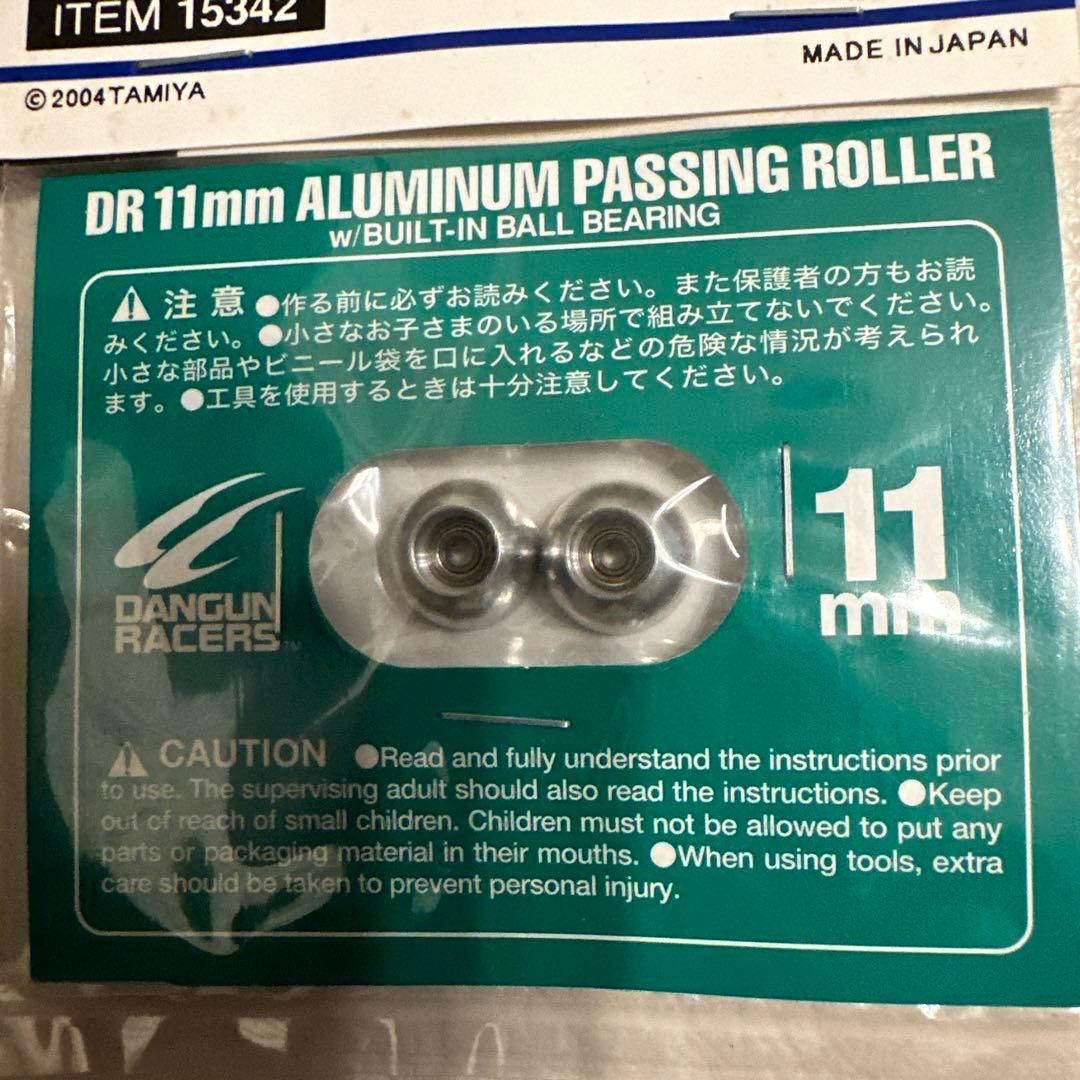 ITEM 15342
MADE IN JAPAN
©2004 TAMIYA
DR 11mm ALUMINUM PASSING ROLLER
w/BUILT-IN BALL BEARING
注意 ●作る前に必ずお読みください。また保護者の方もお読
みください。●小さなお子さまのいる場所で組み立てないでください。
小さな部品やビニール袋を口に入れるなどの危険な情況が考えられ
ます。●工具を使用するときは十分注意してください。
DANGUN
RACERS™
11
mm
CAUTION ●Read and fully understand the instructions prior
to use. The supervising adult should also read the instructions. ●Keep
out of reach of small children. Children must not be allowed to put any
parts or packaging material in their mouths. ●When using tools, extra
care should be taken to prevent personal injury.